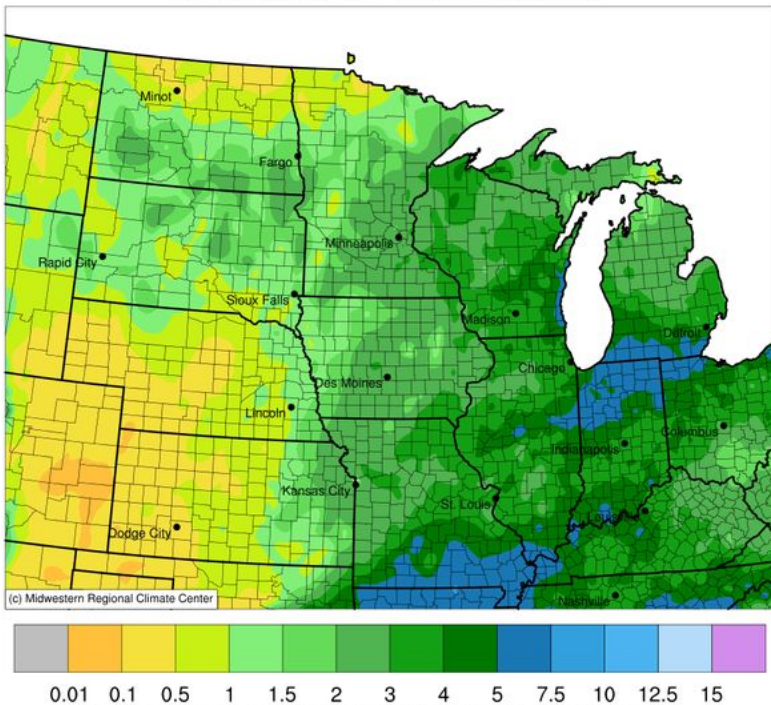 Minot
Fargo
Rapid City
Minneapolis
Sioux Falls
Madison
Detroit
Chicago
Des Moines
Lincoln
Columbus
Indianapolis
Kansas City
St. Louis
Dodge City
(c) Midwestern Regional Climate Center
Nashville
0.01 0.1 0.5 1 1.5 2 3 4 5 7.5 10 12.5 15